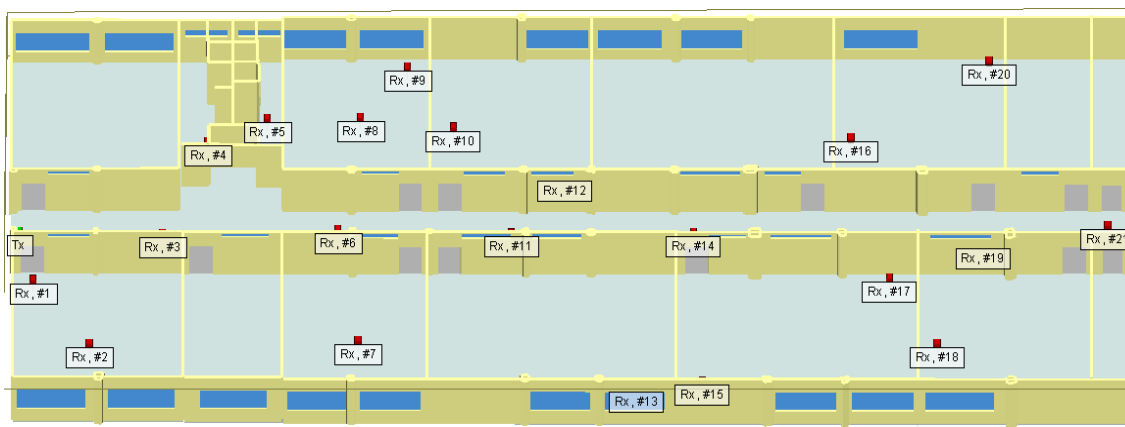 Rx , #9
Rx , #20
Rx , #5
Rx , #8
Rx , #10
Rx , #4
Rx , #16
Rx , #12
Tx
Rx , #3
Rx , #6
Rx , #11
Rx , #14
Rx , #21
Rx , #19
Rx , #1
Rx , #17
Rx , #2
Rx , #7
Rx , #18
Rx , #13
Rx , #15